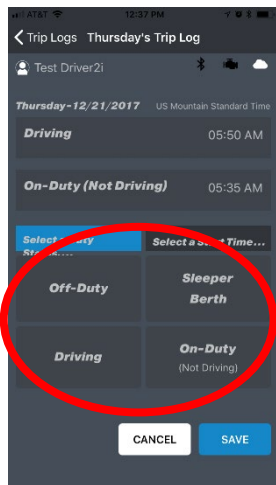 AT&T 12:37 PM
Trip Logs Thursday's Trip Log
Test Driver2i
Thursday-12/21/2017 US Mountain Standard Time
Driving 05:50 AM
On-Duty (Not Driving) 05:35 AM
Select a Duty Select a Start Time...
Off-Duty
Sleeper
Berth
Driving
On-Duty
(Not Driving)
CANCEL SAVE